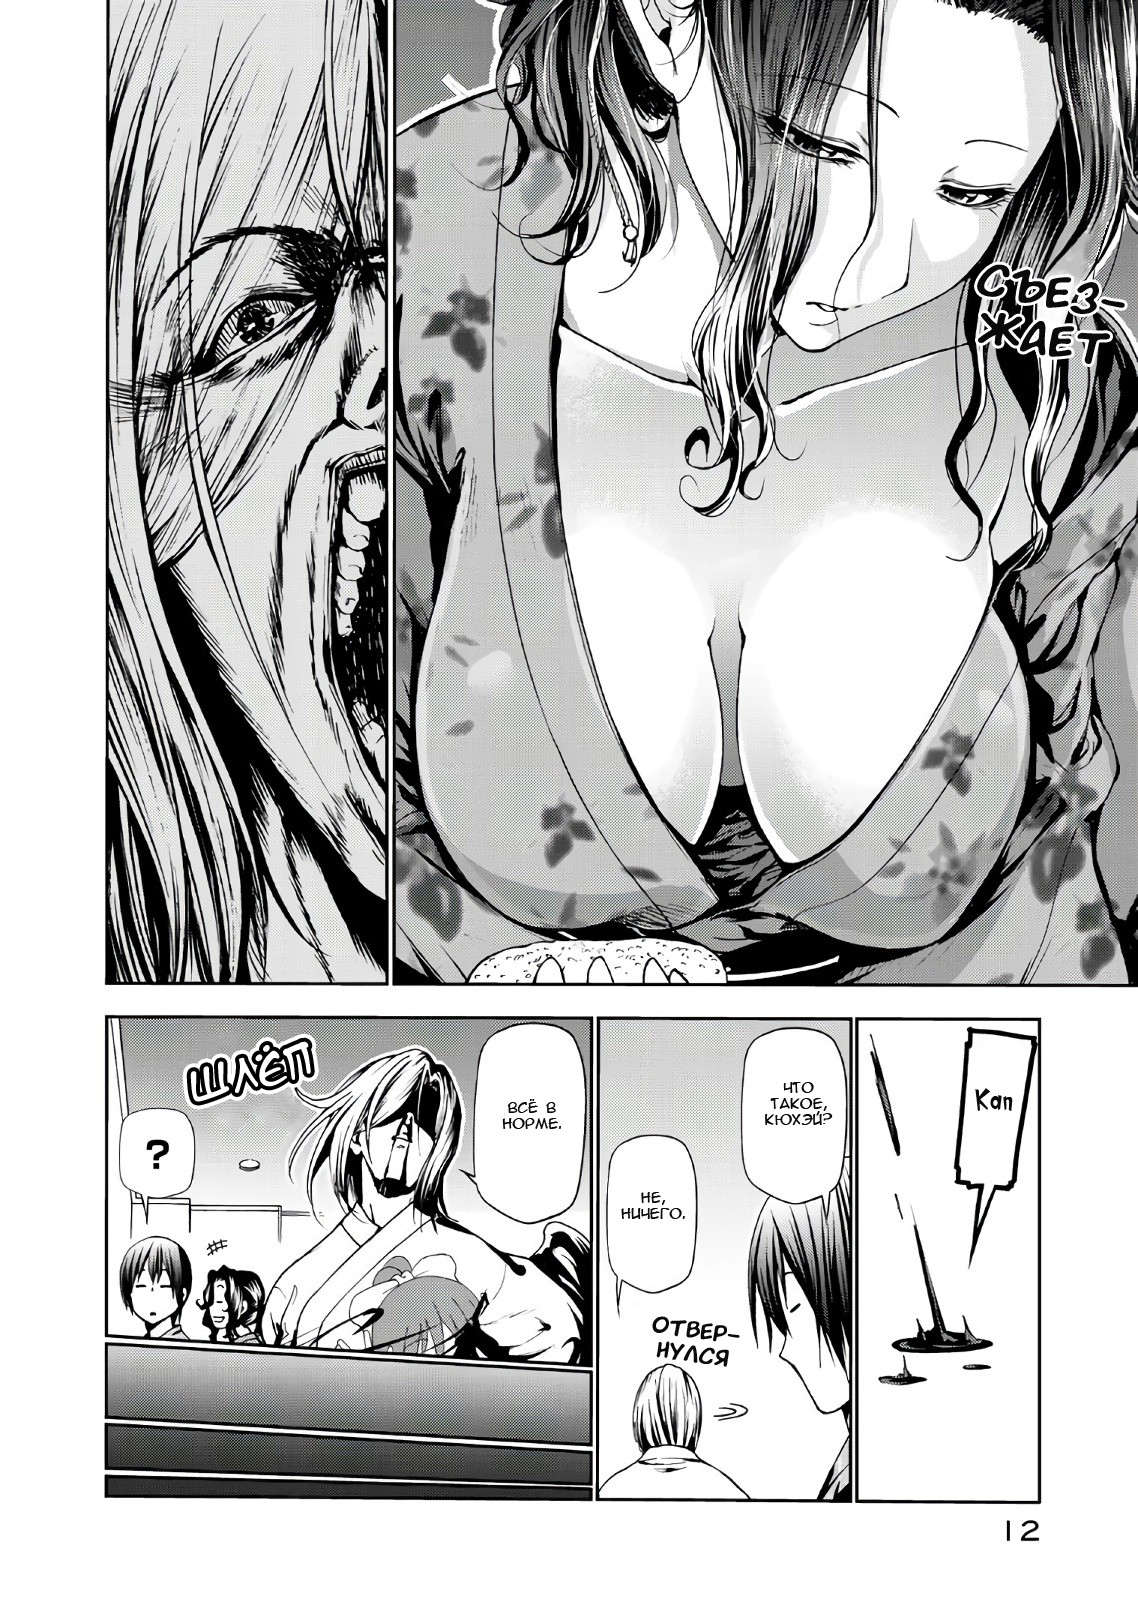 СЪЕЗ-
ЖАЕТ
Кап
ЧТО
ТАКОЕ,
КЮХЭЙ?
НЕ,
НИЧЕГО.
ОТВЕР-
НУЛСЯ
ВСЁ В
НОРМЕ.
ШЛЁП
?
12